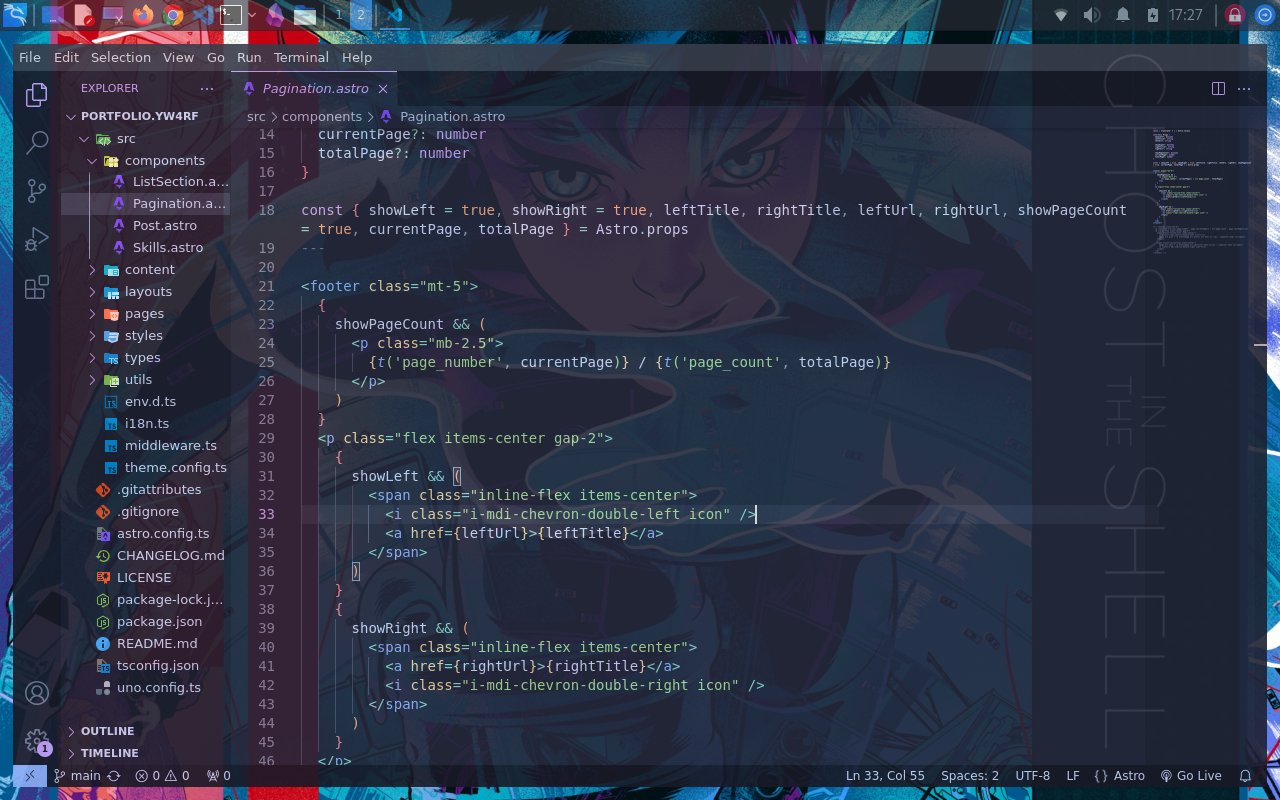 1 2 17:27
File Edit Selection View Go Run Terminal Help
EXPLORER ···
Pagination.astro
PORTFOLIO.YW4RF
src
components
ListSection.a...
Pagination.a...
Post.astro
Skills.astro
content
layouts
pages
styles
types
utils
env.d.ts
i18n.ts
middleware.ts
theme.config.ts
.gitattributes
.gitignore
astro.config.ts
CHANGELOG.md
LICENSE
package-lock.j...
package.json
README.md
tsconfig.json
uno.config.ts
OUTLINE
TIMELINE
1
src > components > Pagination.astro
14 currentPage?: number
15 totalPage?: number
16 }
17
18 const { showLeft = true, showRight = true, leftTitle, rightTitle, leftUrl, rightUrl, showPageCount
= true, currentPage, totalPage } = Astro.props
19 ---
20
21 <footer class="mt-5">
22 {
23 showPageCount && (
24 <p class="mb-2.5">
25 {t('page_number', currentPage)} / {t('page_count', totalPage)}
26 </p>
27 )
28 }
29 <p class="flex items-center gap-2">
30 {
31 showLeft && (
32 <span class="inline-flex items-center">
33 <i class="i-mdi-chevron-double-left icon" />
34 <a href={leftUrl}>{leftTitle}</a>
35 </span>
36 )
37 }
38 {
39 showRight && (
40 <span class="inline-flex items-center">
41 <a href={rightUrl}>{rightTitle}</a>
42 <i class="i-mdi-chevron-double-right icon" />
43 </span>
44 )
45 }
46 </p>
GHOST IN THE SHELL
main 0 0 0
Ln 33, Col 55 Spaces: 2 UTF-8 LF {} Astro Go Live